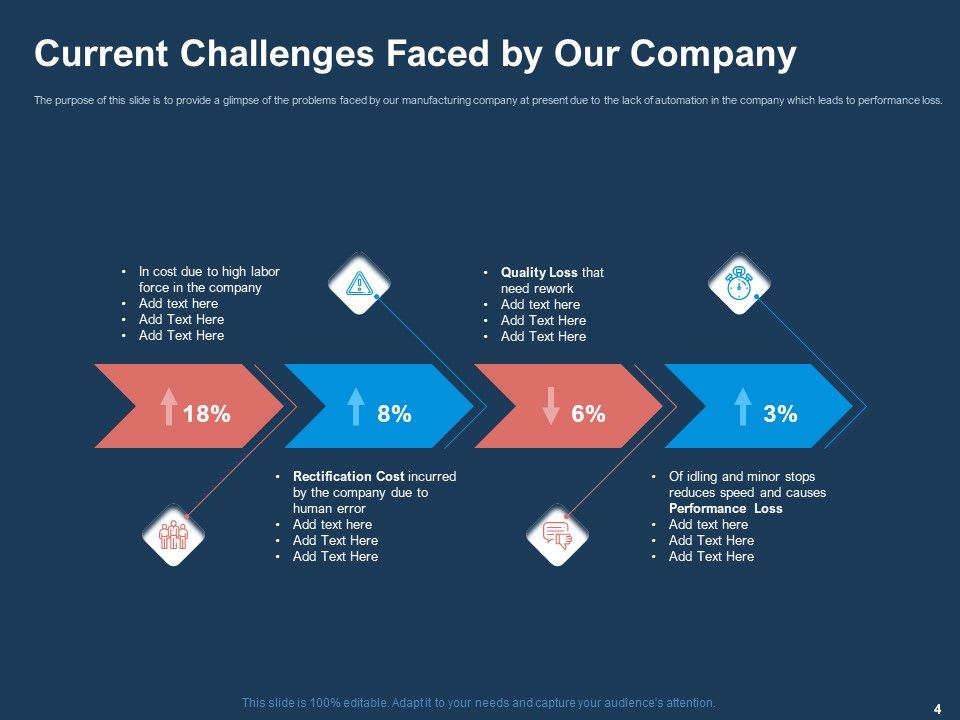 Current Challenges Faced by Our Company
The purpose of this slide is to provide a glimpse of the problems faced by our manufacturing company at present due to the lack of automation in the company which leads to performance loss.
• In cost due to high labor
force in the company
• Add text here
• Add Text Here
• Add Text Here
18%
8%
• Rectification Cost incurred
by the company due to
human error
• Add text here
• Add Text Here
• Add Text Here
• Quality Loss that
need rework
• Add text here
• Add Text Here
• Add Text Here
6%
3%
• Of idling and minor stops
reduces speed and causes
Performance Loss
• Add text here
• Add Text Here
• Add Text Here
This slide is 100% editable. Adapt it to your needs and capture your audience's attention.
4